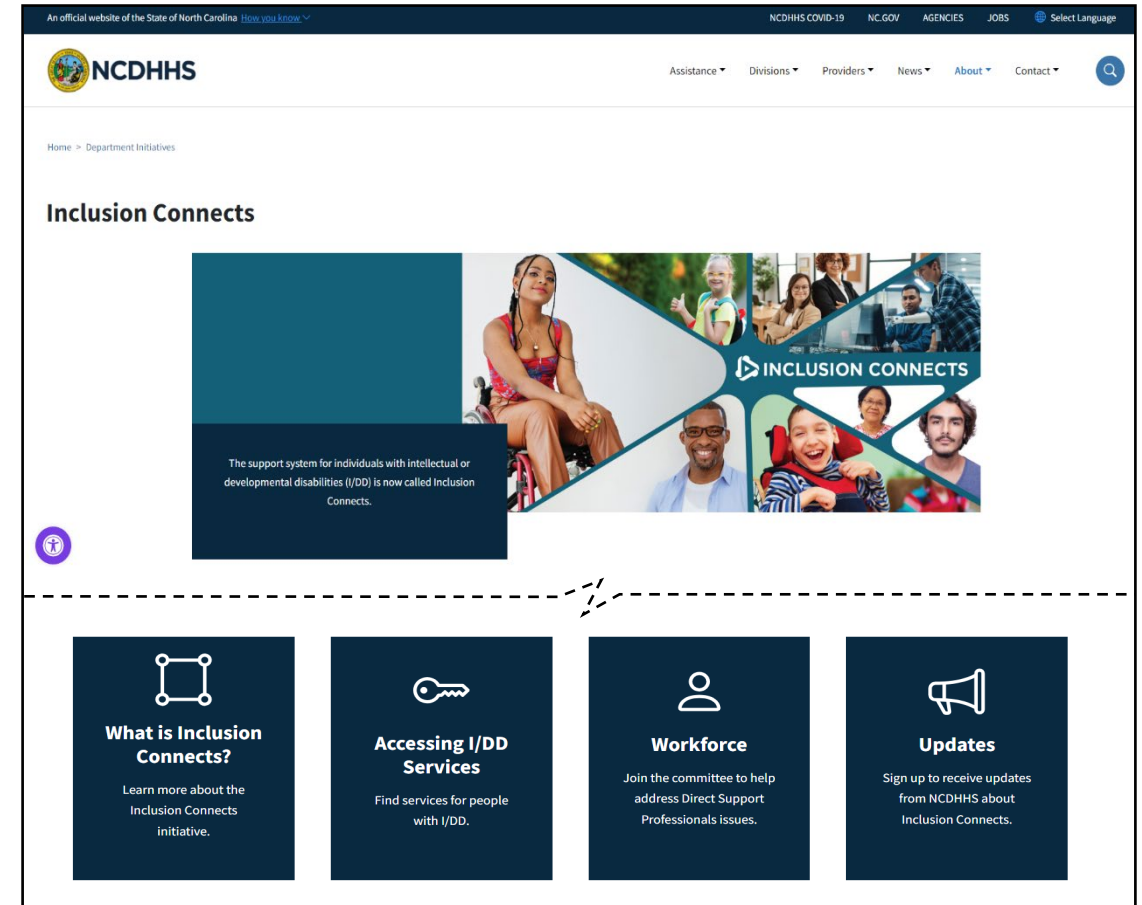 An official website of the State of North Carolina How you know
NCDHHS COVID-19 NC.GOV AGENCIES JOBS Select Language
NCDHHS
Assistance Divisions Providers News About Contact
Home > Department Initiatives
Inclusion Connects
INCLUSION CONNECTS
The support system for individuals with intellectual or
developmental disabilities (I/DD) is now called Inclusion
Connects.
What is Inclusion
Connects?
Learn more about the
Inclusion Connects
initiative.
Accessing I/DD
Services
Find services for people
with I/DD.
Workforce
Join the committee to help
address Direct Support
Professionals issues.
Updates
Sign up to receive updates
from NCDHHS about
Inclusion Connects.